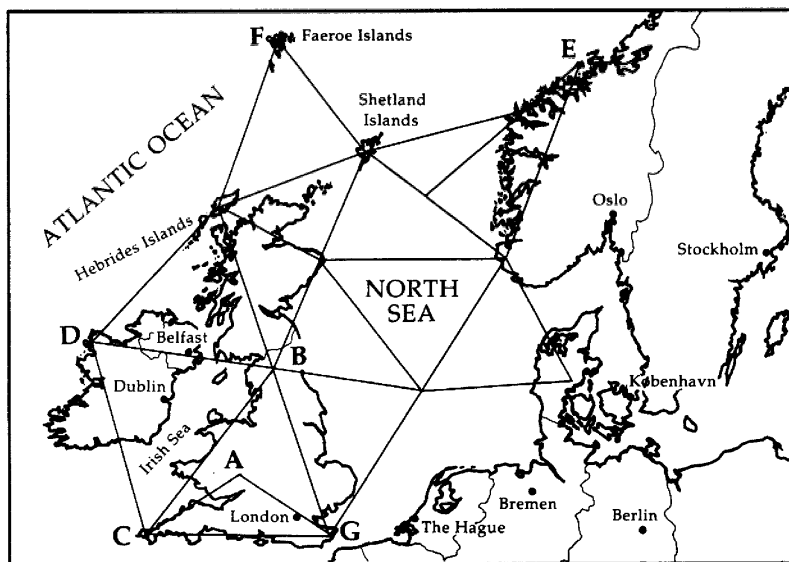 F
Faeroe Islands
E
ATLANTIC OCEAN
Shetland
Islands
Oslo
Hebrides Islands
Stockholm
NORTH
SEA
D
Belfast
B
Dublin
København
Irish Sea
A
London
Bremen
C
G
The Hague
Berlin